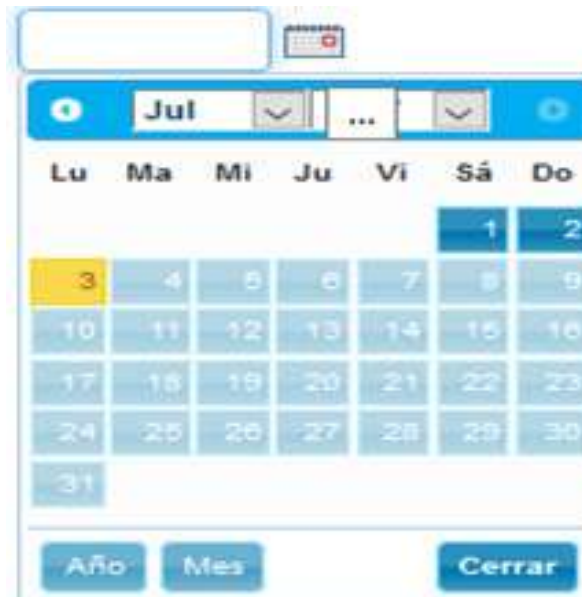 Jul ...
Lu Ma Mi Ju Vi Sá Do
1 2
3 4 5 6 7 8 9
10 11 12 13 14 15 16
17 18 19 20 21 22 23
24 25 26 27 28 29 30
31
Año Mes Cerrar